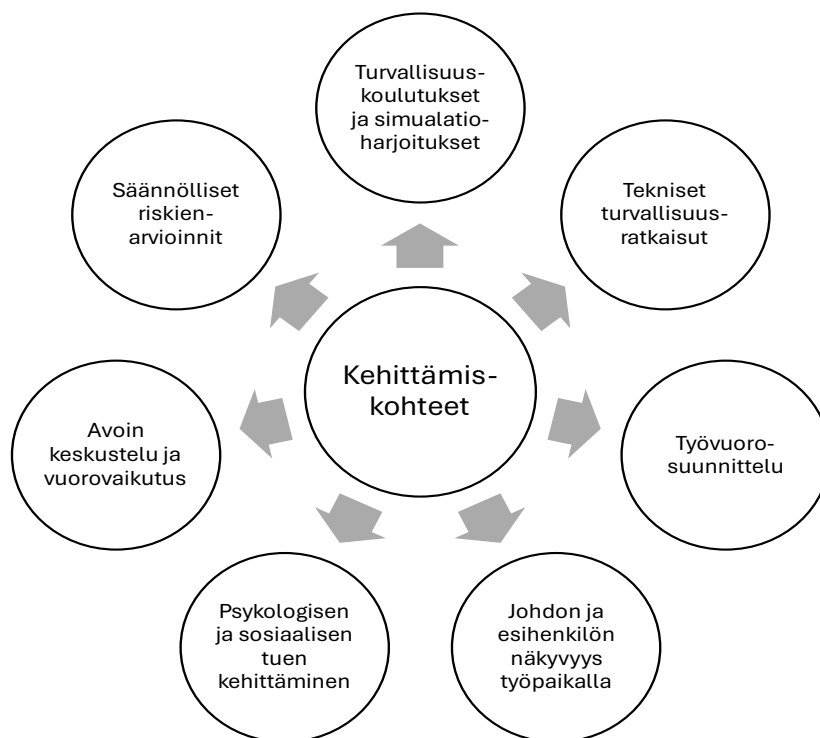 Turvallisuus-
koulutukset
ja simualatio-
harjoitukset
Säännölliset
riskien-
arvioinnit
Tekniset
turvallisuus-
ratkaisut
Kehittämis-
kohteet
Avoin
keskustelu ja
vuorovaikutus
Työvuoro-
suunnittelu
Psykologisen
ja sosiaalisen
tuen
kehittäminen
Johdon ja
esihenkilön
näkyvyys
työpaikalla